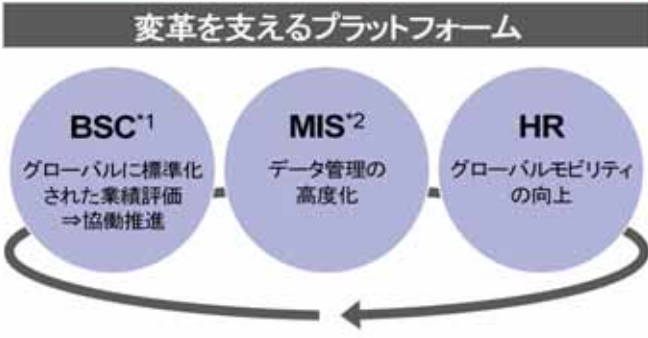 変革を支えるプラットフォーム
BSC*1
グローバルに標準化
された業績評価
⇒協働推進
MIS*2
データ管理の
高度化
HR
グローバルモビリティ
の向上